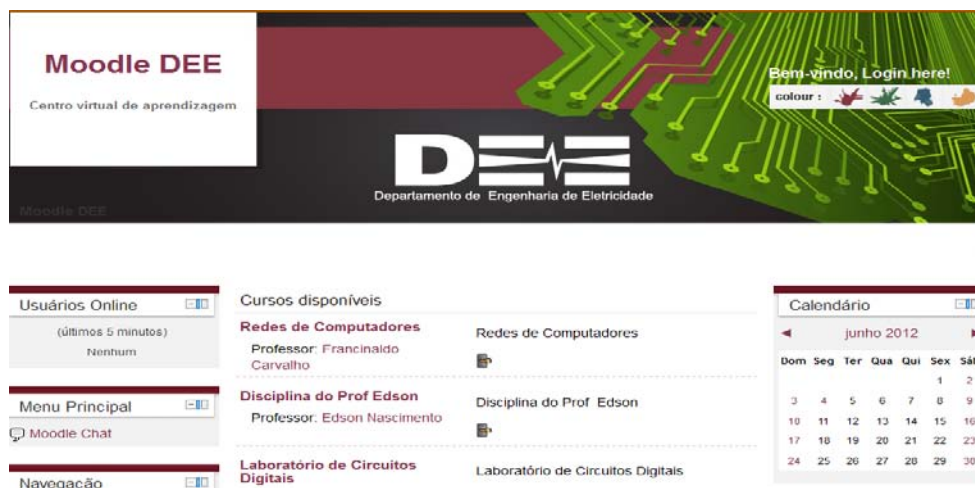 Moodle DEE
Centro virtual de aprendizagem
Bem-vindo, Login here!
colour :
DEE
Departamento de Engenharia de Eletricidade
Moodle DEE
Usuários Online
(últimos 5 minutos)
Nenhum
Menu Principal
Moodle Chat
Navegação
Cursos disponíveis
Redes de Computadores
Professor: Francinaldo
Carvalho
Redes de Computadores
Disciplina do Prof Edson
Professor: Edson Nascimento
Disciplina do Prof Edson
Laboratório de Circuitos
Digitais
Laboratório de Circuitos Digitais
Calendário
junho 2012
Dom Seg Ter Qua Qui Sex Sáb
1 2
3 4 5 6 7 8 9
10 11 12 13 14 15 16
17 18 19 20 21 22 23
24 25 26 27 28 29 30